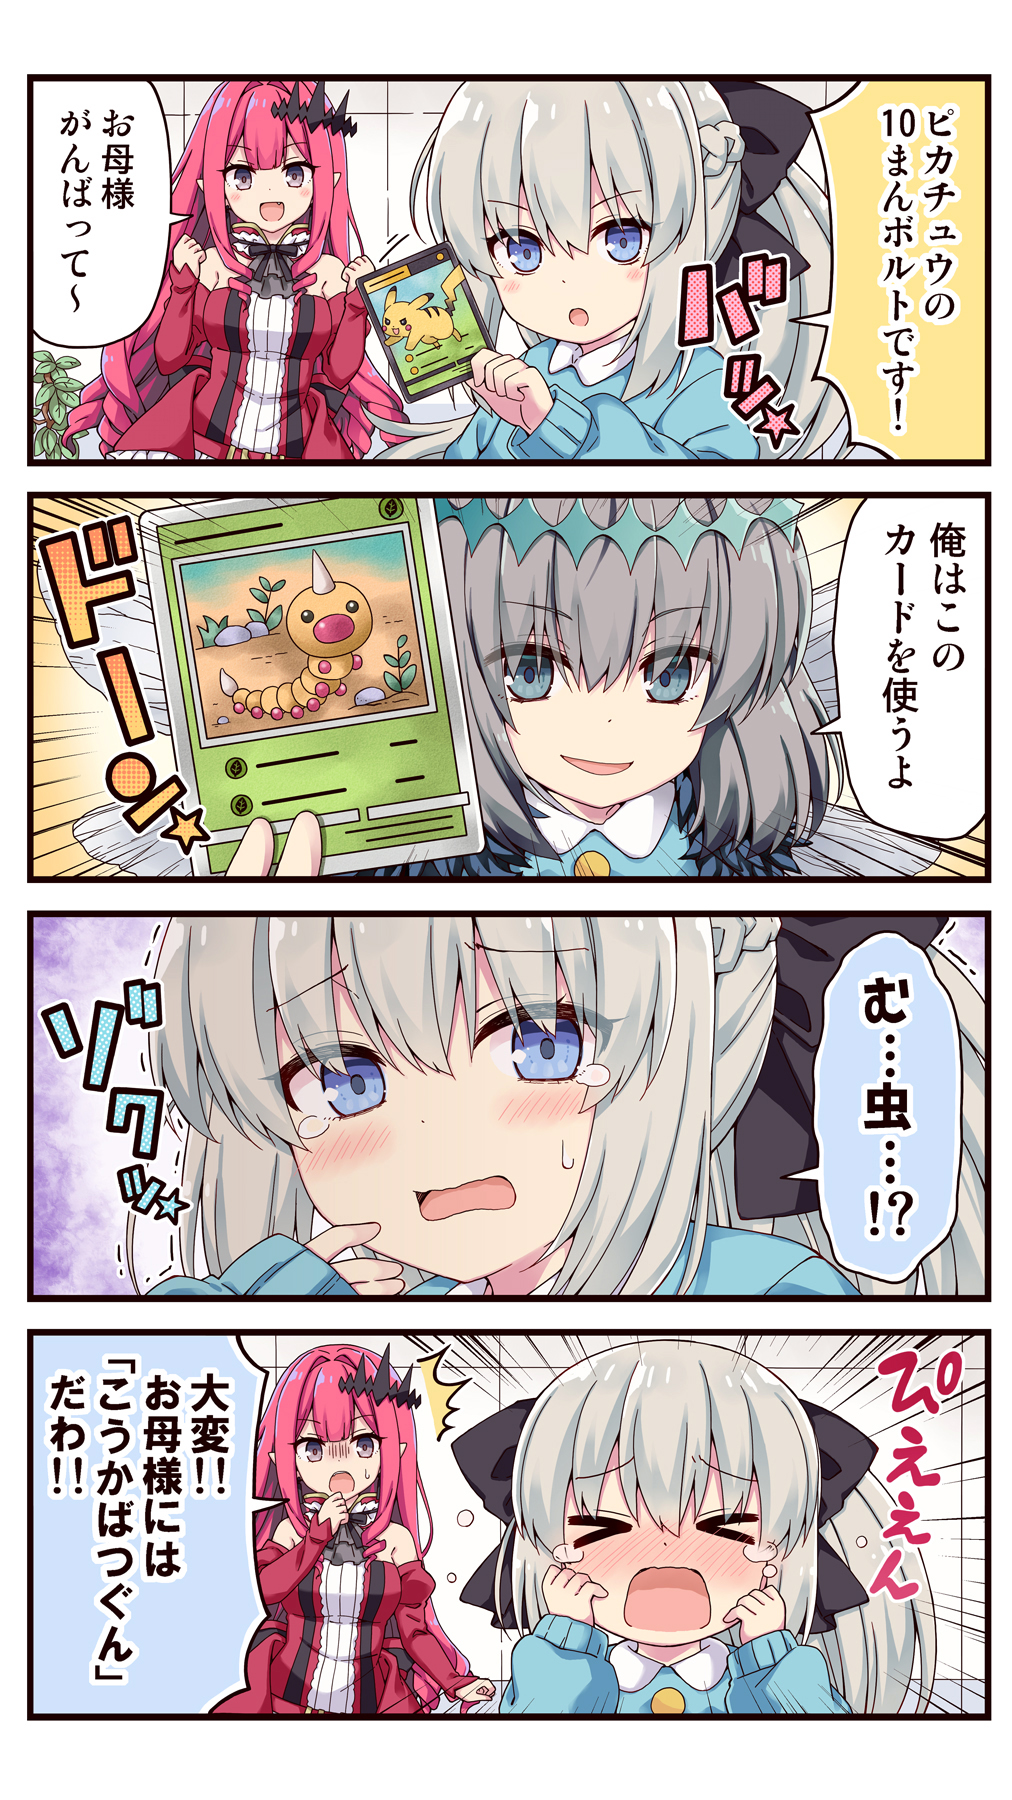 ピカチュウの
10まんボルトです！
バッ☆
お母様
がんばって～
俺はこの
カードを使うよ
ドーン☆
む…虫…!?
ゾクッ☆
ぴえええん
大変!!
お母様には
「こうかばつぐん」
だわ!!